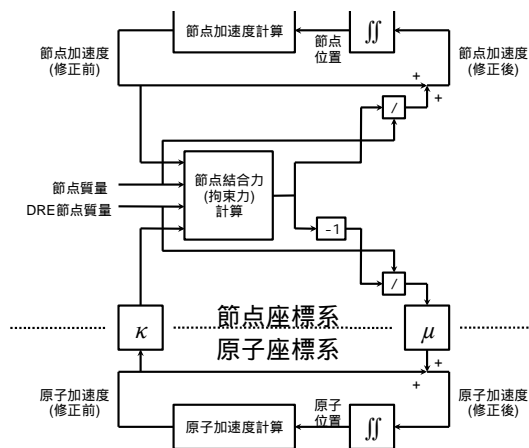 節点加速度計算
節点
位置
∬
節点加速度
(修正前)
節点加速度
(修正後)
+
+
/
節点質量
DRE節点質量
節点結合力
(拘束力)
計算
-1
/
κ
節点座標系
原子座標系
μ
+
+
原子加速度
(修正前)
原子加速度
(修正後)
原子加速度計算
原子
位置
∬